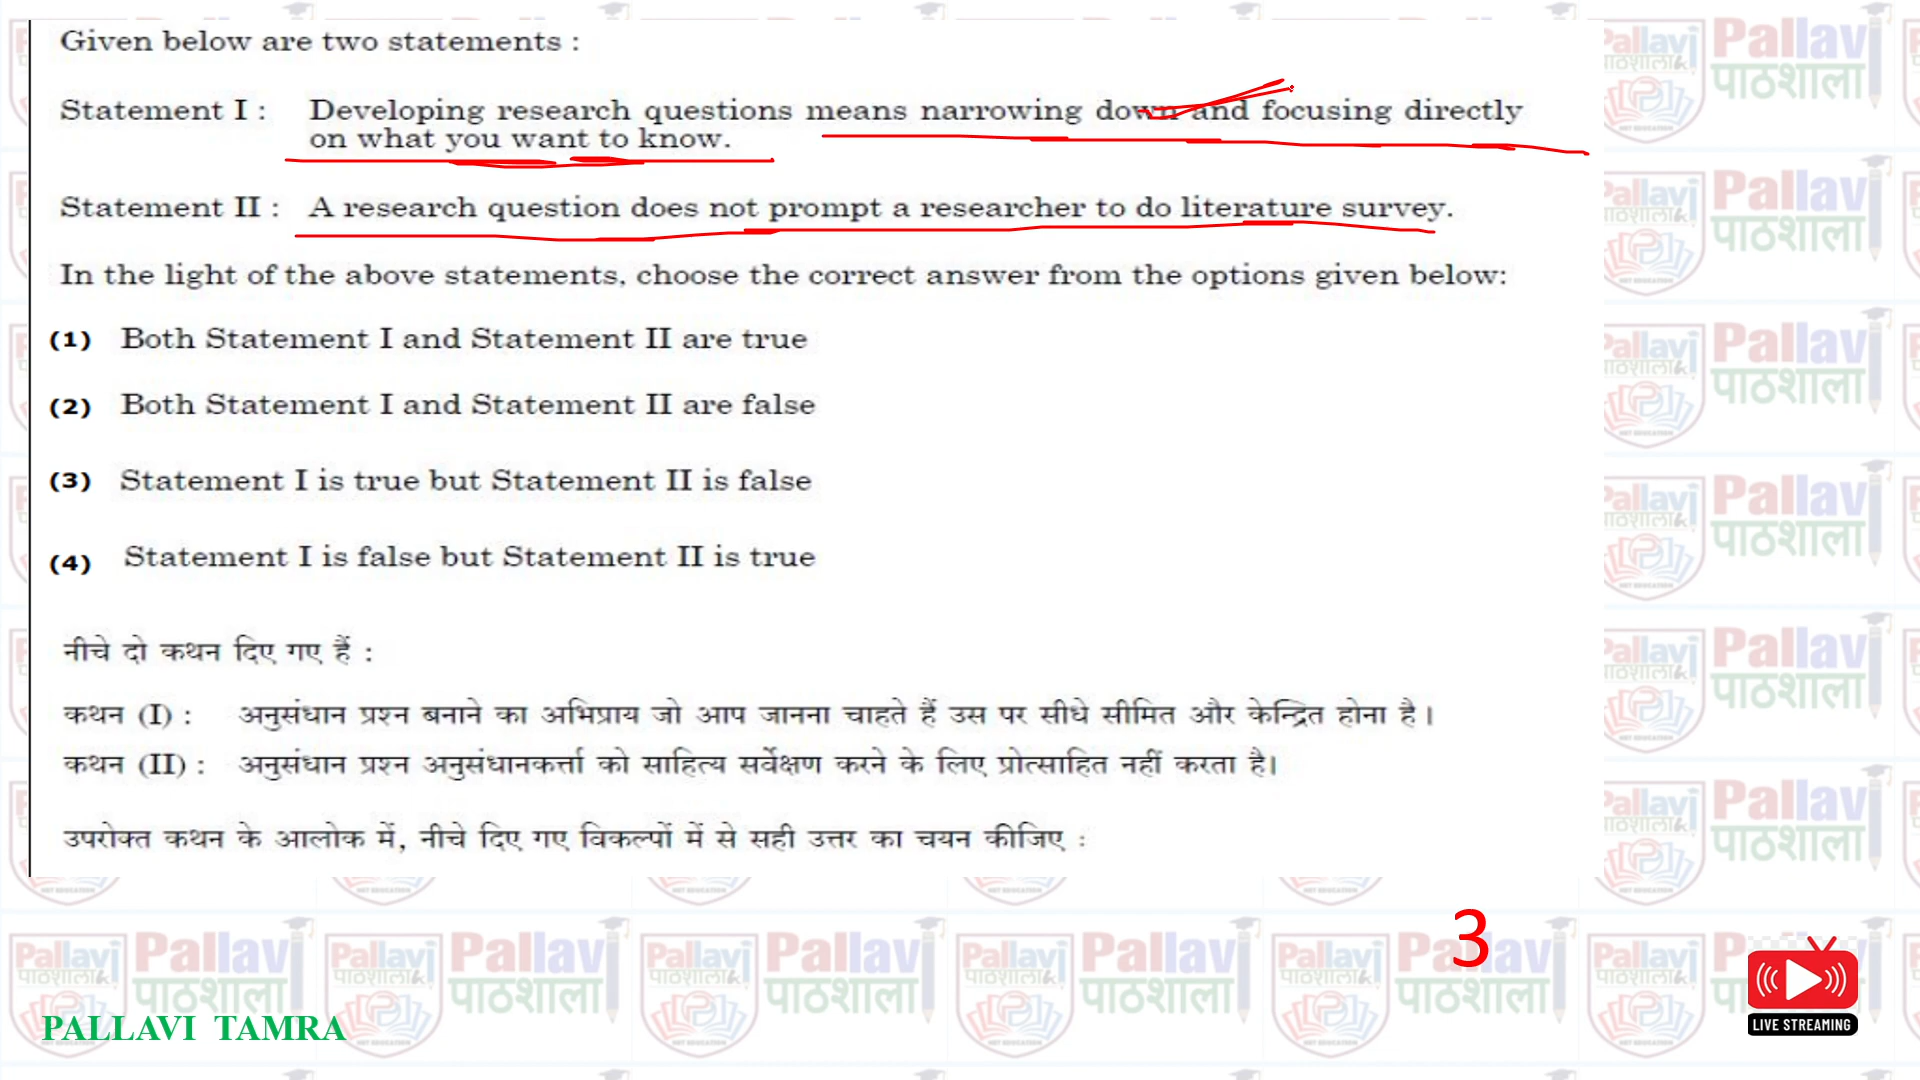 Given below are two statements :
Statement I : Developing research questions means narrowing down and focusing directly
on what you want to know.
Statement II : A research question does not prompt a researcher to do literature survey.
In the light of the above statements, choose the correct answer from the options given below:
(1) Both Statement I and Statement II are true
(2) Both Statement I and Statement II are false
(3) Statement I is true but Statement II is false
(4) Statement I is false but Statement II is true
नीचे दो कथन दिए गए हैं :
कथन (I) : अनुसंधान प्रश्न बनाने का अभिप्राय जो आप जानना चाहते हैं उस पर सीधे सीमित और केन्द्रित होना है।
कथन (II) : अनुसंधान प्रश्न अनुसंधानकर्त्ता को साहित्य सर्वेक्षण करने के लिए प्रोत्साहित नहीं करता है।
उपरोक्त कथन के आलोक में, नीचे दिए गए विकल्पों में से सही उत्तर का चयन कीजिए :
3
PALLAVI TAMRA
LIVE STREAMING
Pallavi
पाठशाला